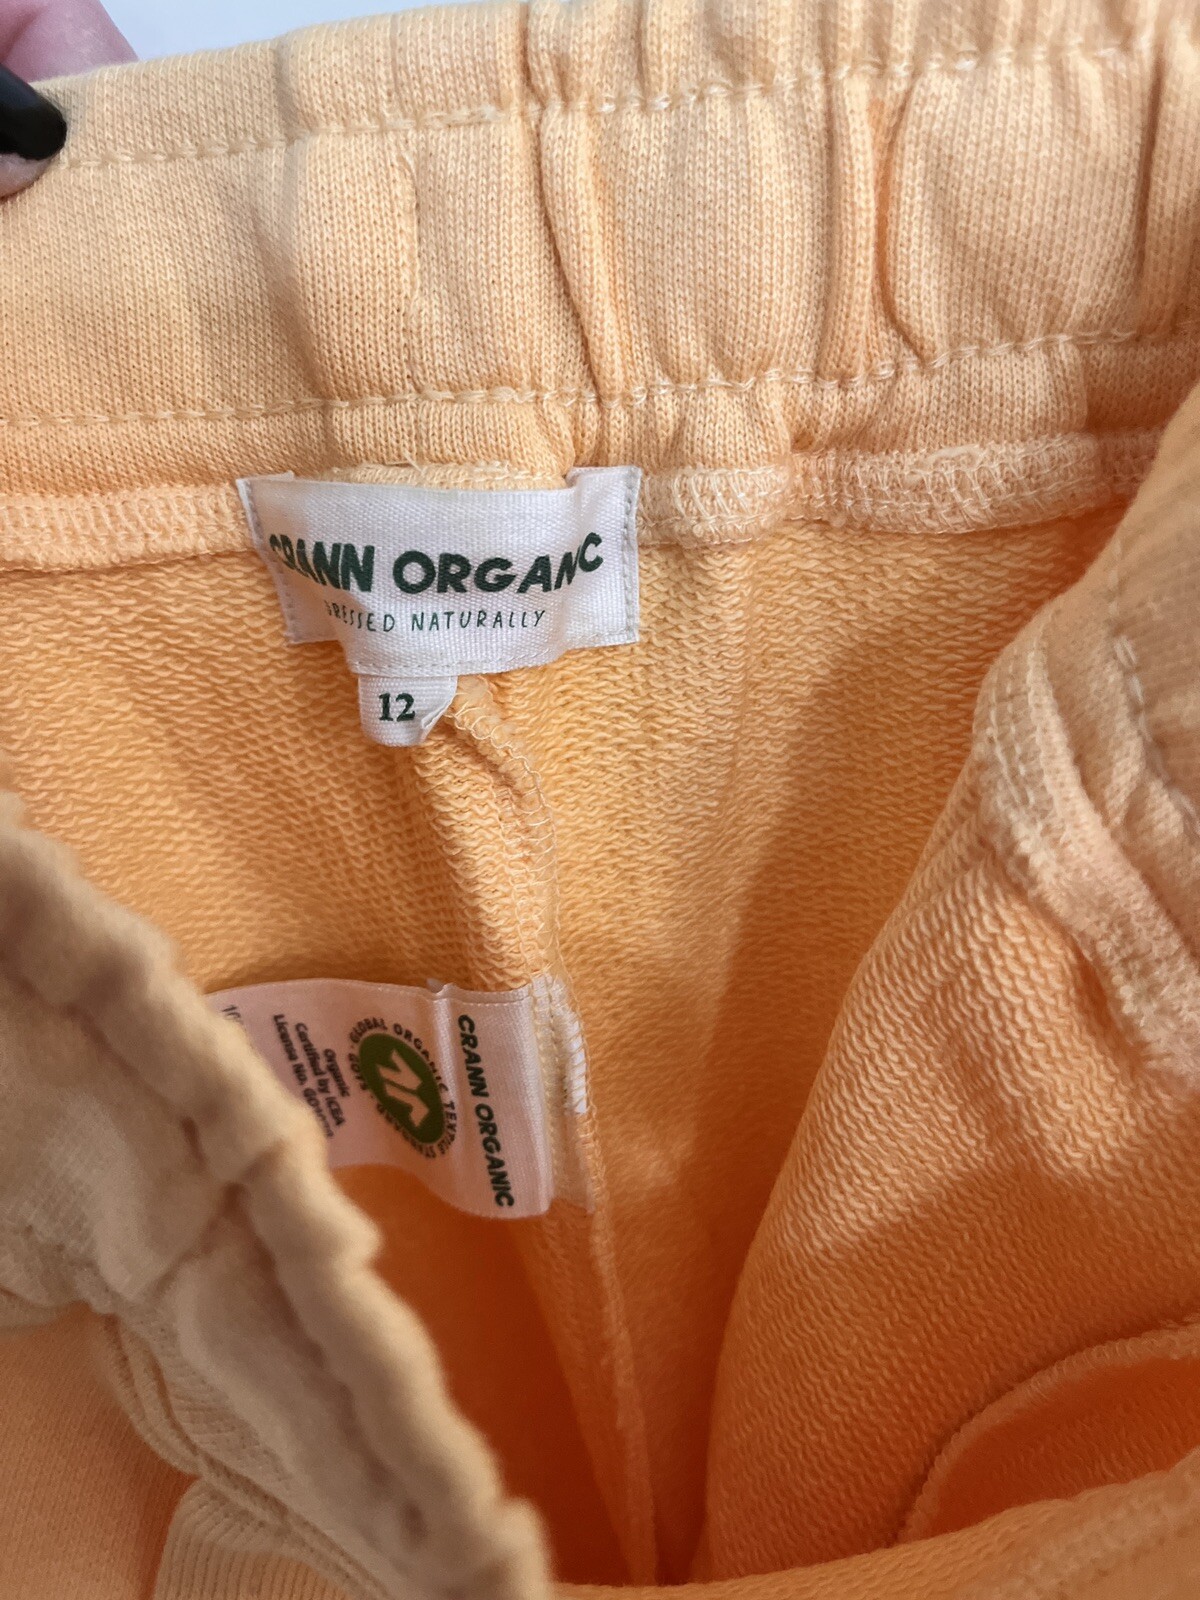 CRANN ORGANIC
DRESSED NATURALLY
12
CRANN ORGANIC
GLOBAL ORGANIC TEXTILE STANDARD · GOTS ·
Organic
Certified by ICEA
License No.